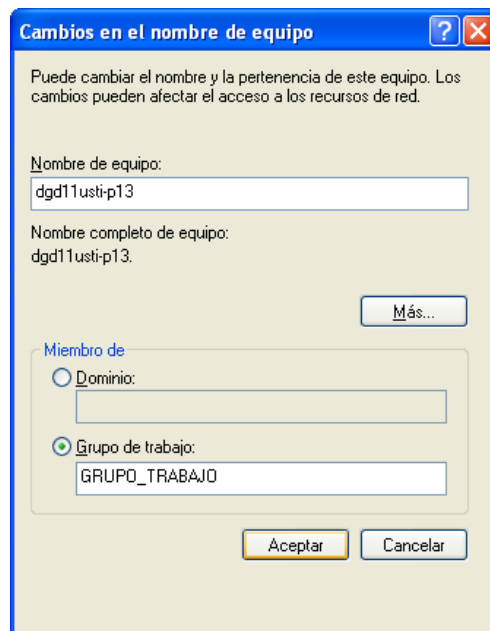 Cambios en el nombre de equipo
Puede cambiar el nombre y la pertenencia de este equipo. Los
cambios pueden afectar el acceso a los recursos de red.
Nombre de equipo:
dgd11usti-p13
Nombre completo de equipo:
dgd11usti-p13.
Más...
Miembro de
Dominio:
Grupo de trabajo:
GRUPO_TRABAJO
Aceptar
Cancelar